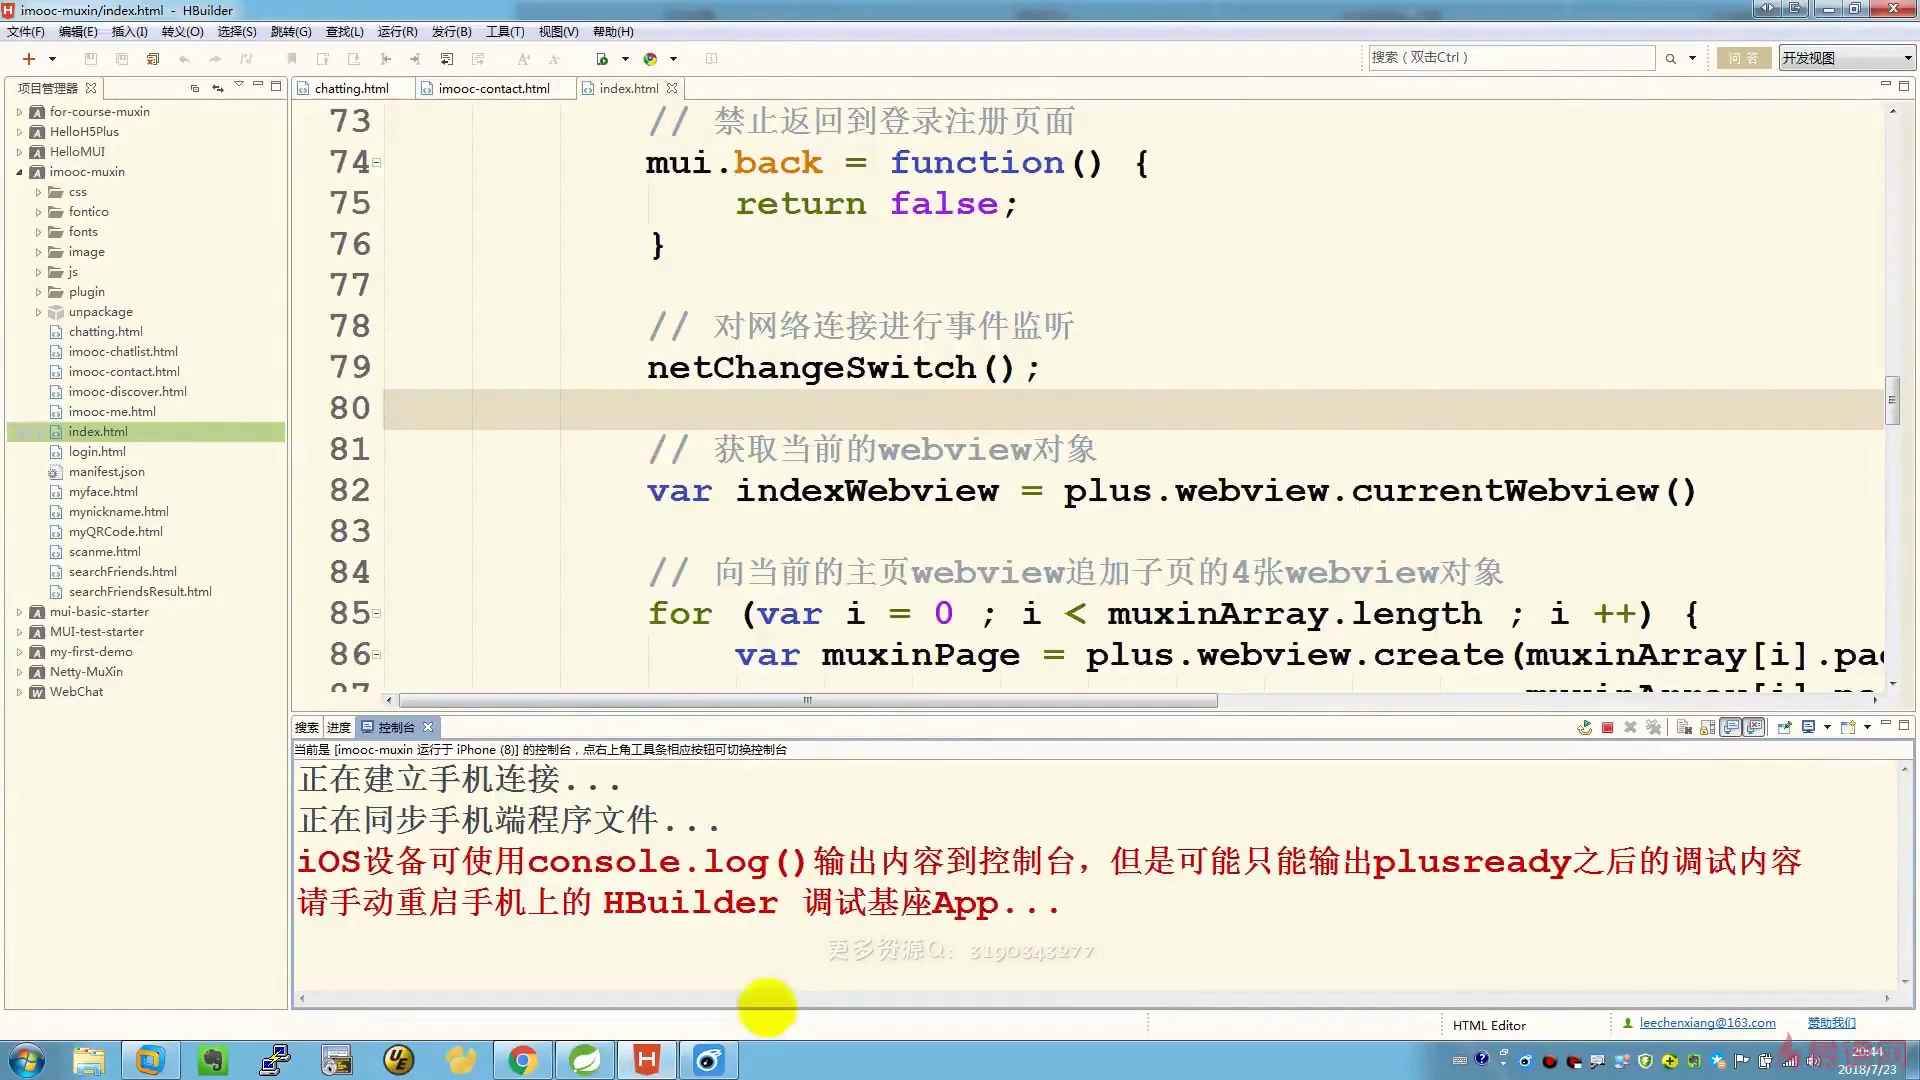 imooc-muxin/index.html - HBuilder
文件(F) 编辑(E) 插入(I) 转义(O) 选择(S) 跳转(G) 查找(L) 运行(R) 发行(B) 工具(T) 视图(V) 帮助(H)
搜索（双击Ctrl）
问 答
开发视图
项目管理器
chatting.html
imooc-contact.html
index.html
for-course-muxin
HelloH5Plus
HelloMUI
imooc-muxin
css
fontico
fonts
image
js
plugin
unpackage
chatting.html
imooc-chatlist.html
imooc-contact.html
imooc-discover.html
imooc-me.html
index.html
login.html
manifest.json
myface.html
mynickname.html
myQRCode.html
scanme.html
searchFriends.html
searchFriendsResult.html
mui-basic-starter
MUI-test-starter
my-first-demo
Netty-MuXin
WebChat
73 // 禁止返回到登录注册页面
74 mui.back = function() {
75 return false;
76 }
77
78 // 对网络连接进行事件监听
79 netChangeSwitch();
80
81 // 获取当前的webview对象
82 var indexWebview = plus.webview.currentWebview()
83
84 // 向当前的主页webview追加子页的4张webview对象
85 for (var i = 0 ; i < muxinArray.length ; i ++) {
86 var muxinPage = plus.webview.create(muxinArray[i].pa
搜索 进度 控制台
当前是 [imooc-muxin 运行于 iPhone (8)] 的控制台，点右上角工具条相应按钮可切换控制台
正在建立手机连接...
正在同步手机端程序文件...
iOS设备可使用console.log()输出内容到控制台，但是可能只能输出plusready之后的调试内容
请手动重启手机上的 HBuilder 调试基座App...
更多资源Q: 3190343277
HTML Editor
leechenxiang@163.com
赞助我们
20:44
2018/7/23